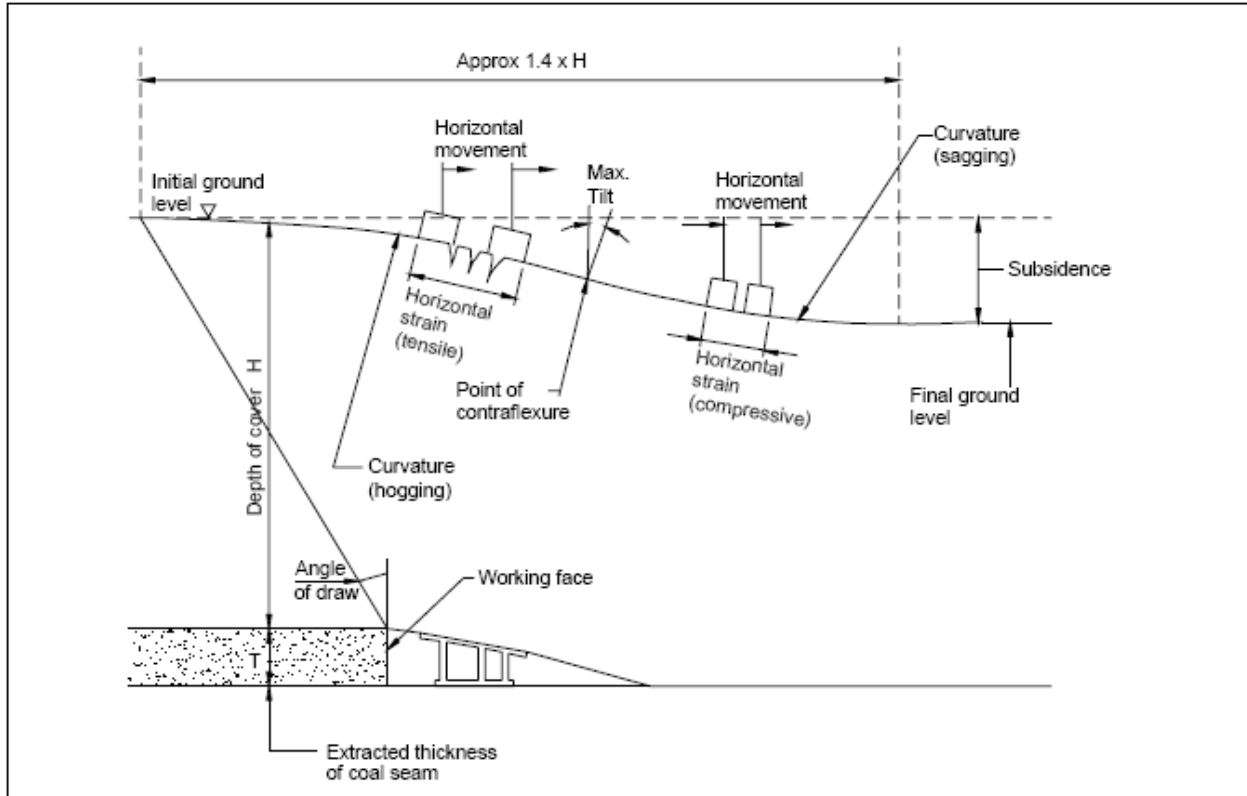 Approx 1.4 x H
Horizontal
movement
Max.
Tilt
Horizontal
movement
Curvature
(sagging)
Initial ground
level
Subsidence
Horizontal
strain
(tensile)
Horizontal
strain
(compressive)
Point of
contraflexure
Final ground
level
Depth of cover H
Curvature
(hogging)
Angle
of draw
Working face
T
Extracted thickness
of coal seam